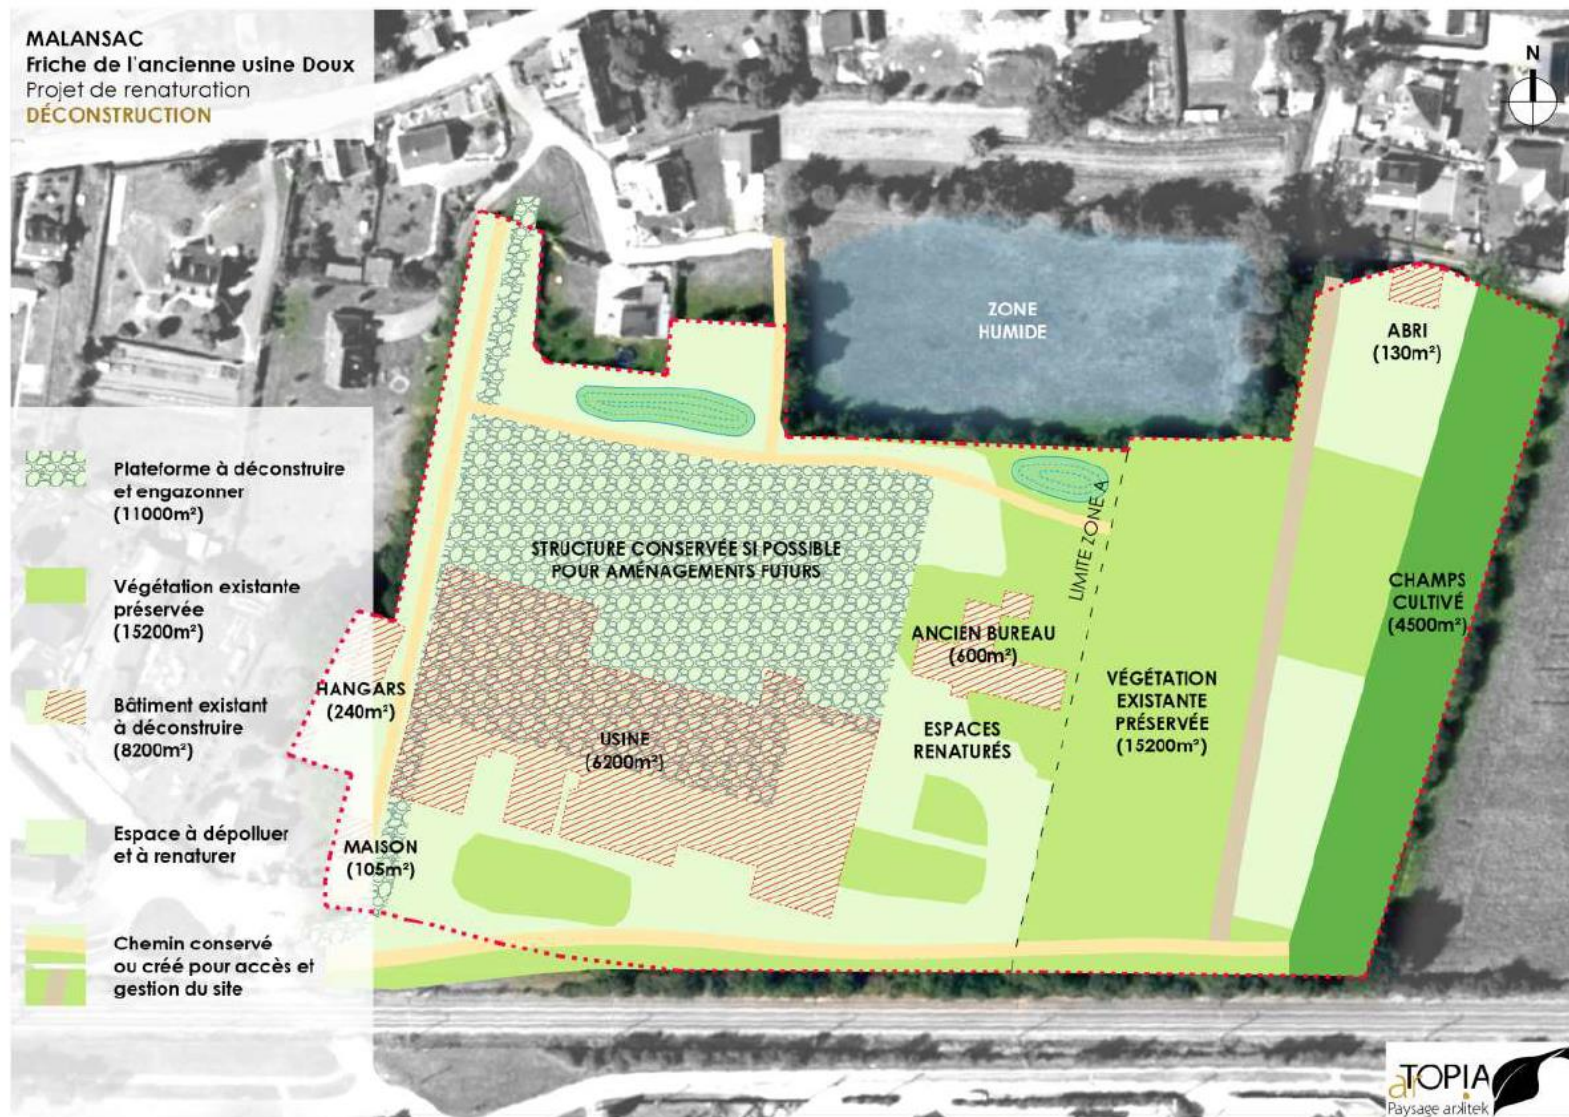 MALANSAC
Friche de l'ancienne usine Doux
Projet de renaturation
DÉCONSTRUCTION
N
ZONE
HUMIDE
ABRI
(130m²)
Plateforme à déconstruire
et engazonner
(11000m²)
Végétation existante
préservée
(15200m²)
Bâtiment existant
à déconstruire
(8200m²)
Espace à dépolluer
et à renaturer
Chemin conservé
ou créé pour accès et
gestion du site
STRUCTURE CONSERVÉE SI POSSIBLE
POUR AMÉNAGEMENTS FUTURS
LIMITE ZONE A
CHAMPS
CULTIVÉ
(4500m²)
ANCIEN BUREAU
(600m²)
HANGARS
(240m²)
VÉGÉTATION
EXISTANTE
PRÉSERVÉE
(15200m²)
USINE
(6200m²)
ESPACES
RENATURÉS
MAISON
(105m²)
arTOPIA
Paysage arkitek